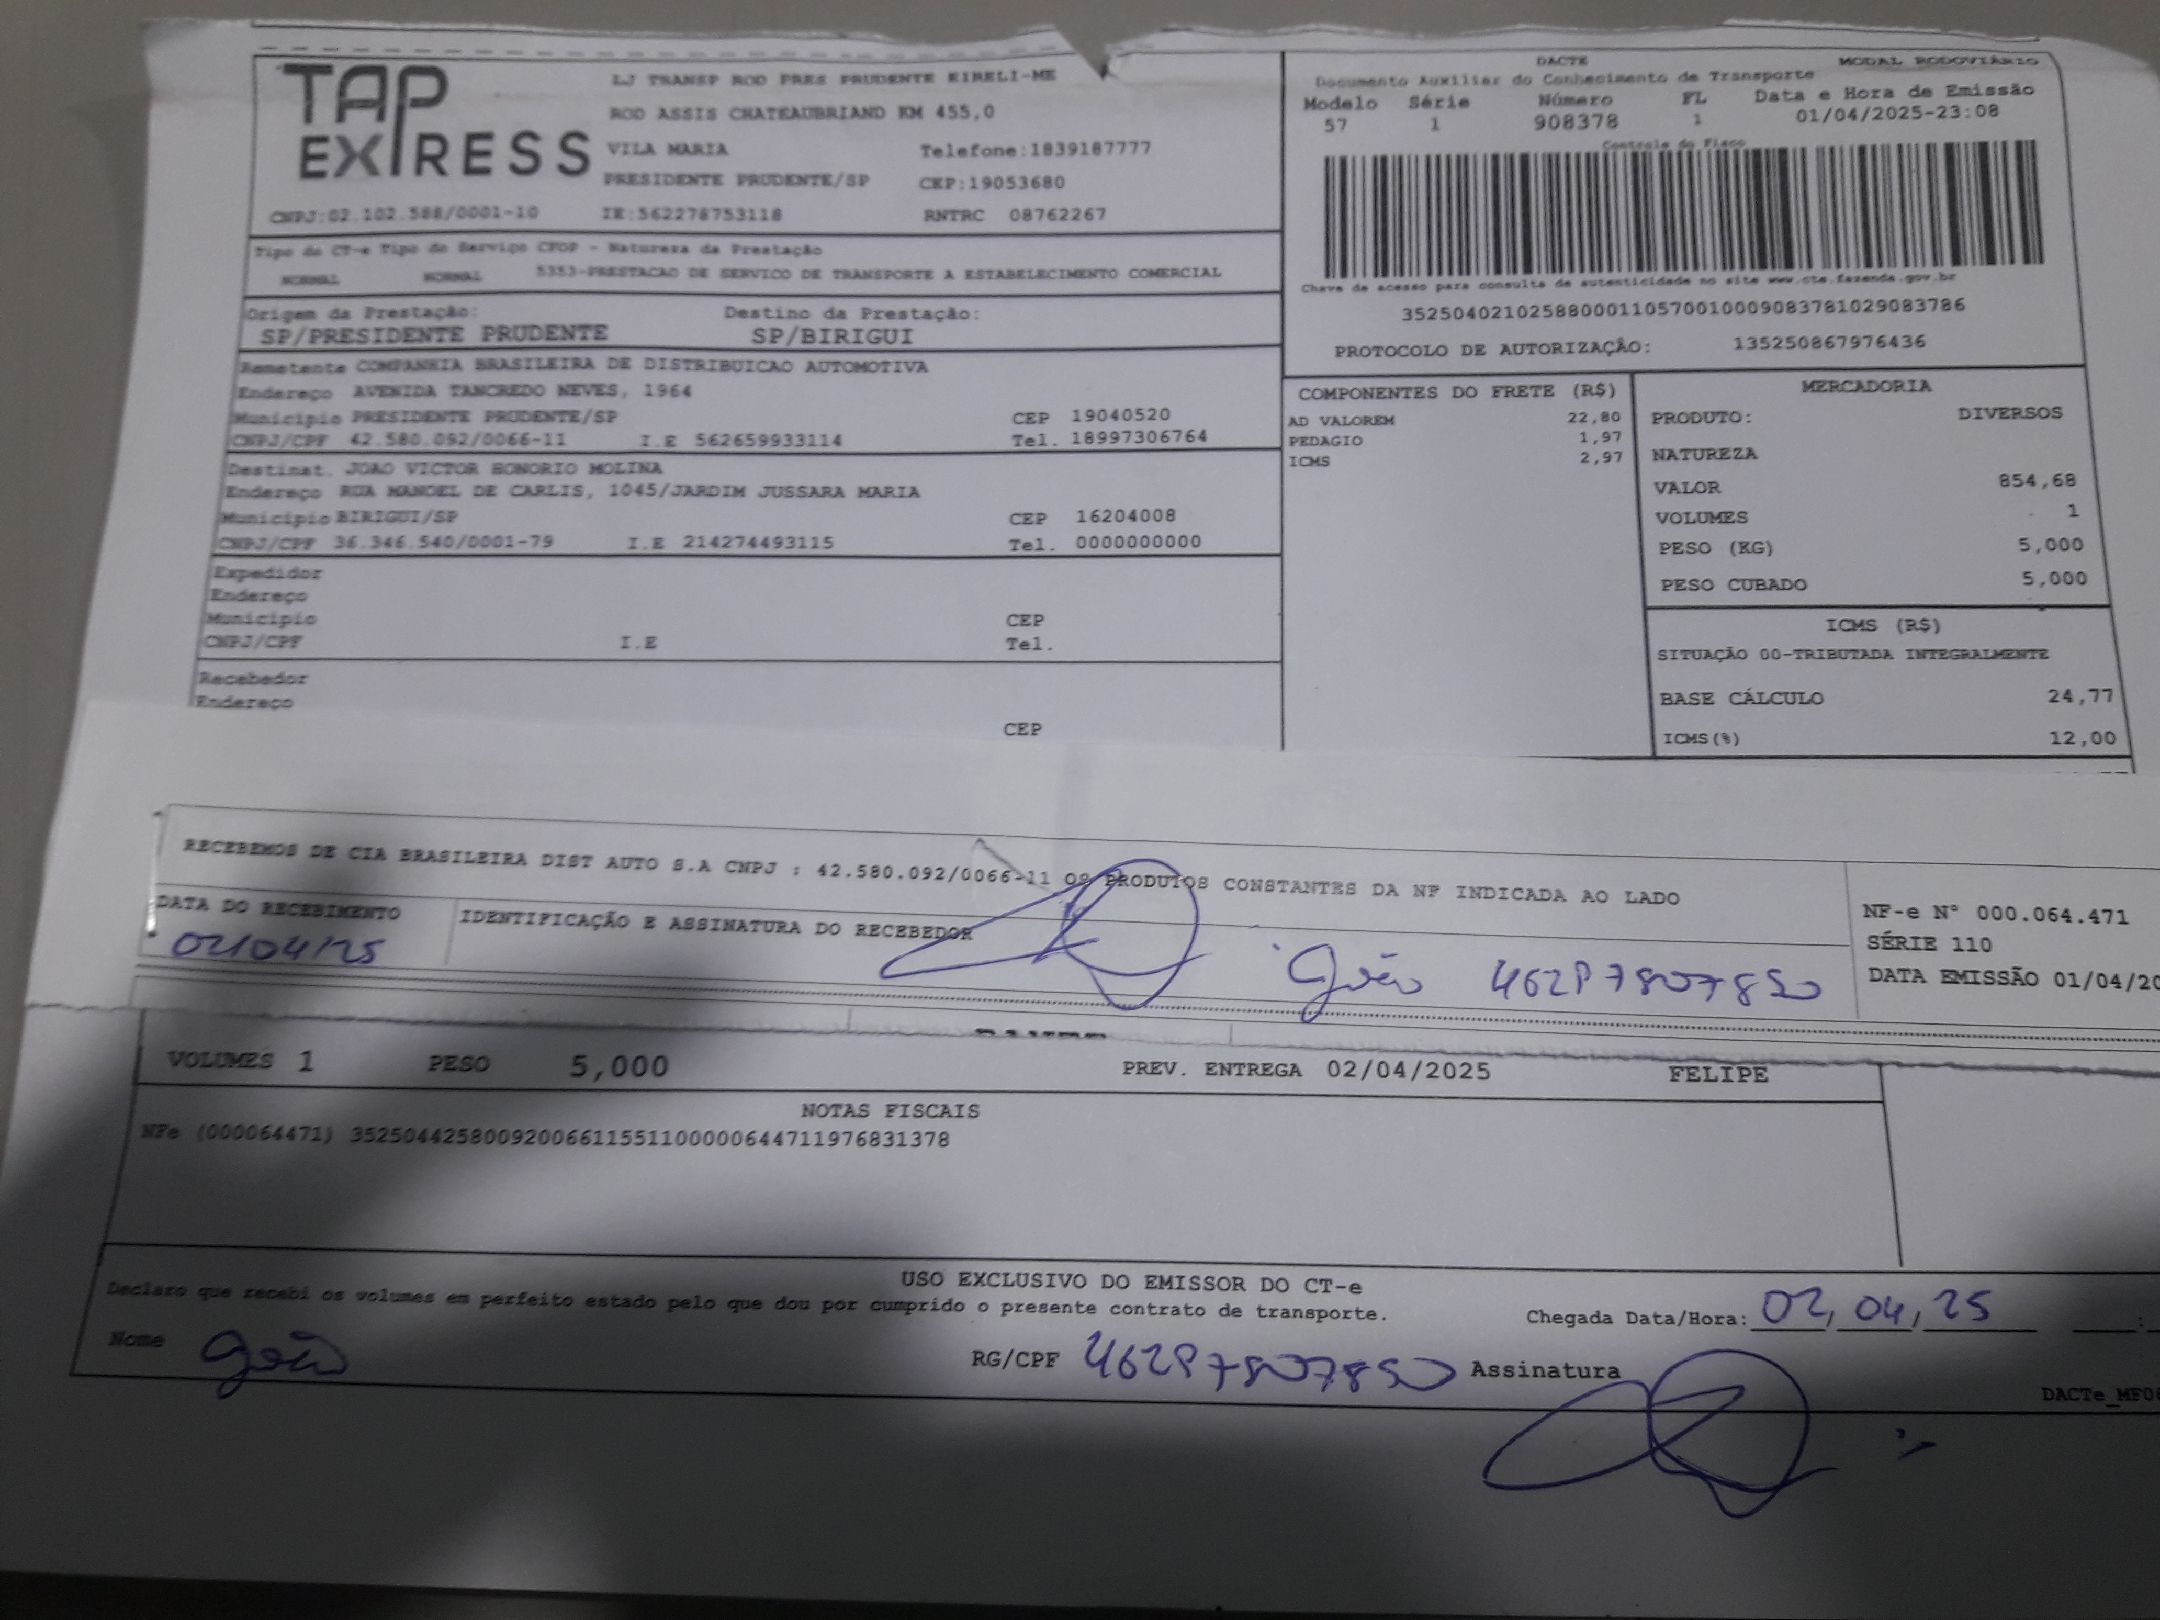 TAP EXPRESS
LJ TRANSP ROD PRES PRUDENTE EIRELI-ME
ROD ASSIS CHATEAUBRIAND KM 455,0
VILA MARIA Telefone:1839187777
PRESIDENTE PRUDENTE/SP CEP:19053680
CNPJ:02.102.588/0001-10 IE:562278753118 RNTRC 08762267
Tipo do CT-e Tipo do Serviço CFOP - Natureza da Prestação
NORMAL NORMAL 5353-PRESTACAO DE SERVICO DE TRANSPORTE A ESTABELECIMENTO COMERCIAL
Origem da Prestação: Destino da Prestação:
SP/PRESIDENTE PRUDENTE SP/BIRIGUI
Remetente COMPANHIA BRASILEIRA DE DISTRIBUICAO AUTOMOTIVA
Endereço AVENIDA TANCREDO NEVES, 1964
Município PRESIDENTE PRUDENTE/SP CEP 19040520
CNPJ/CPF 42.580.092/0066-11 I.E 562659933114 Tel. 18997306764
Destinat. JOAO VICTOR HONORIO MOLINA
Endereço RUA MANOEL DE CARLIS, 1045/JARDIM JUSSARA MARIA
Município BIRIGUI/SP CEP 16204008
CNPJ/CPF 36.346.540/0001-79 I.E 214274493115 Tel. 0000000000
Expedidor
Endereço
Município CEP
CNPJ/CPF I.E Tel.
Recebedor
Endereço
CEP
DACTE MODAL RODOVIÁRIO
Documento Auxiliar do Conhecimento de Transporte
Modelo Série Número FL Data e Hora de Emissão
57 1 908378 1 01/04/2025-23:08
Controle do Fisco
Chave de acesso para consulta de autenticidade no site www.cte.fazenda.gov.br
35250402102588000110570010009083781029083786
PROTOCOLO DE AUTORIZAÇÃO: 135250867976436
COMPONENTES DO FRETE (R$)
AD VALOREM 22,80
PEDAGIO 1,97
ICMS 2,97
MERCADORIA
PRODUTO: DIVERSOS
NATUREZA
VALOR 854,68
VOLUMES 1
PESO (KG) 5,000
PESO CUBADO 5,000
ICMS (R$)
SITUAÇÃO 00-TRIBUTADA INTEGRALMENTE
BASE CÁLCULO 24,77
ICMS(%) 12,00
RECEBEMOS DE CIA BRASILEIRA DIST AUTO S.A CNPJ : 42.580.092/0066-11 OS PRODUTOS CONSTANTES DA NF INDICADA AO LADO
DATA DO RECEBIMENTO IDENTIFICAÇÃO E ASSINATURA DO RECEBEDOR
02/04/25 João
NF-e N° 000.064.471
SÉRIE 110
DATA EMISSÃO 01/04/20
VOLUMES 1 PESO 5,000 PREV. ENTREGA 02/04/2025 FELIPE
NOTAS FISCAIS
NFe (000064471) 35250442580092006611551100000644711976831378
USO EXCLUSIVO DO EMISSOR DO CT-e
Declaro que recebi os volumes em perfeito estado pelo que dou por cumprido o presente contrato de transporte.
Chegada Data/Hora: 02, 04, 25 :
Nome João RG/CPF Assinatura